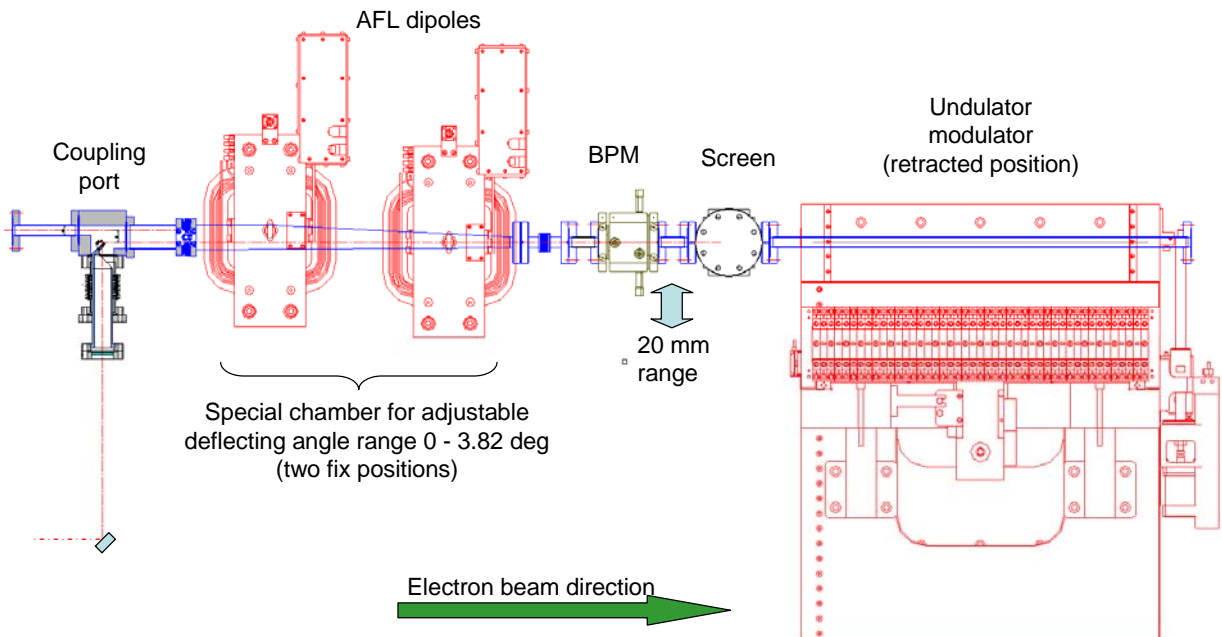 AFL dipoles
Coupling
port
BPM
Screen
Undulator
modulator
(retracted position)
20 mm
range
Special chamber for adjustable
deflecting angle range 0 - 3.82 deg
(two fix positions)
Electron beam direction